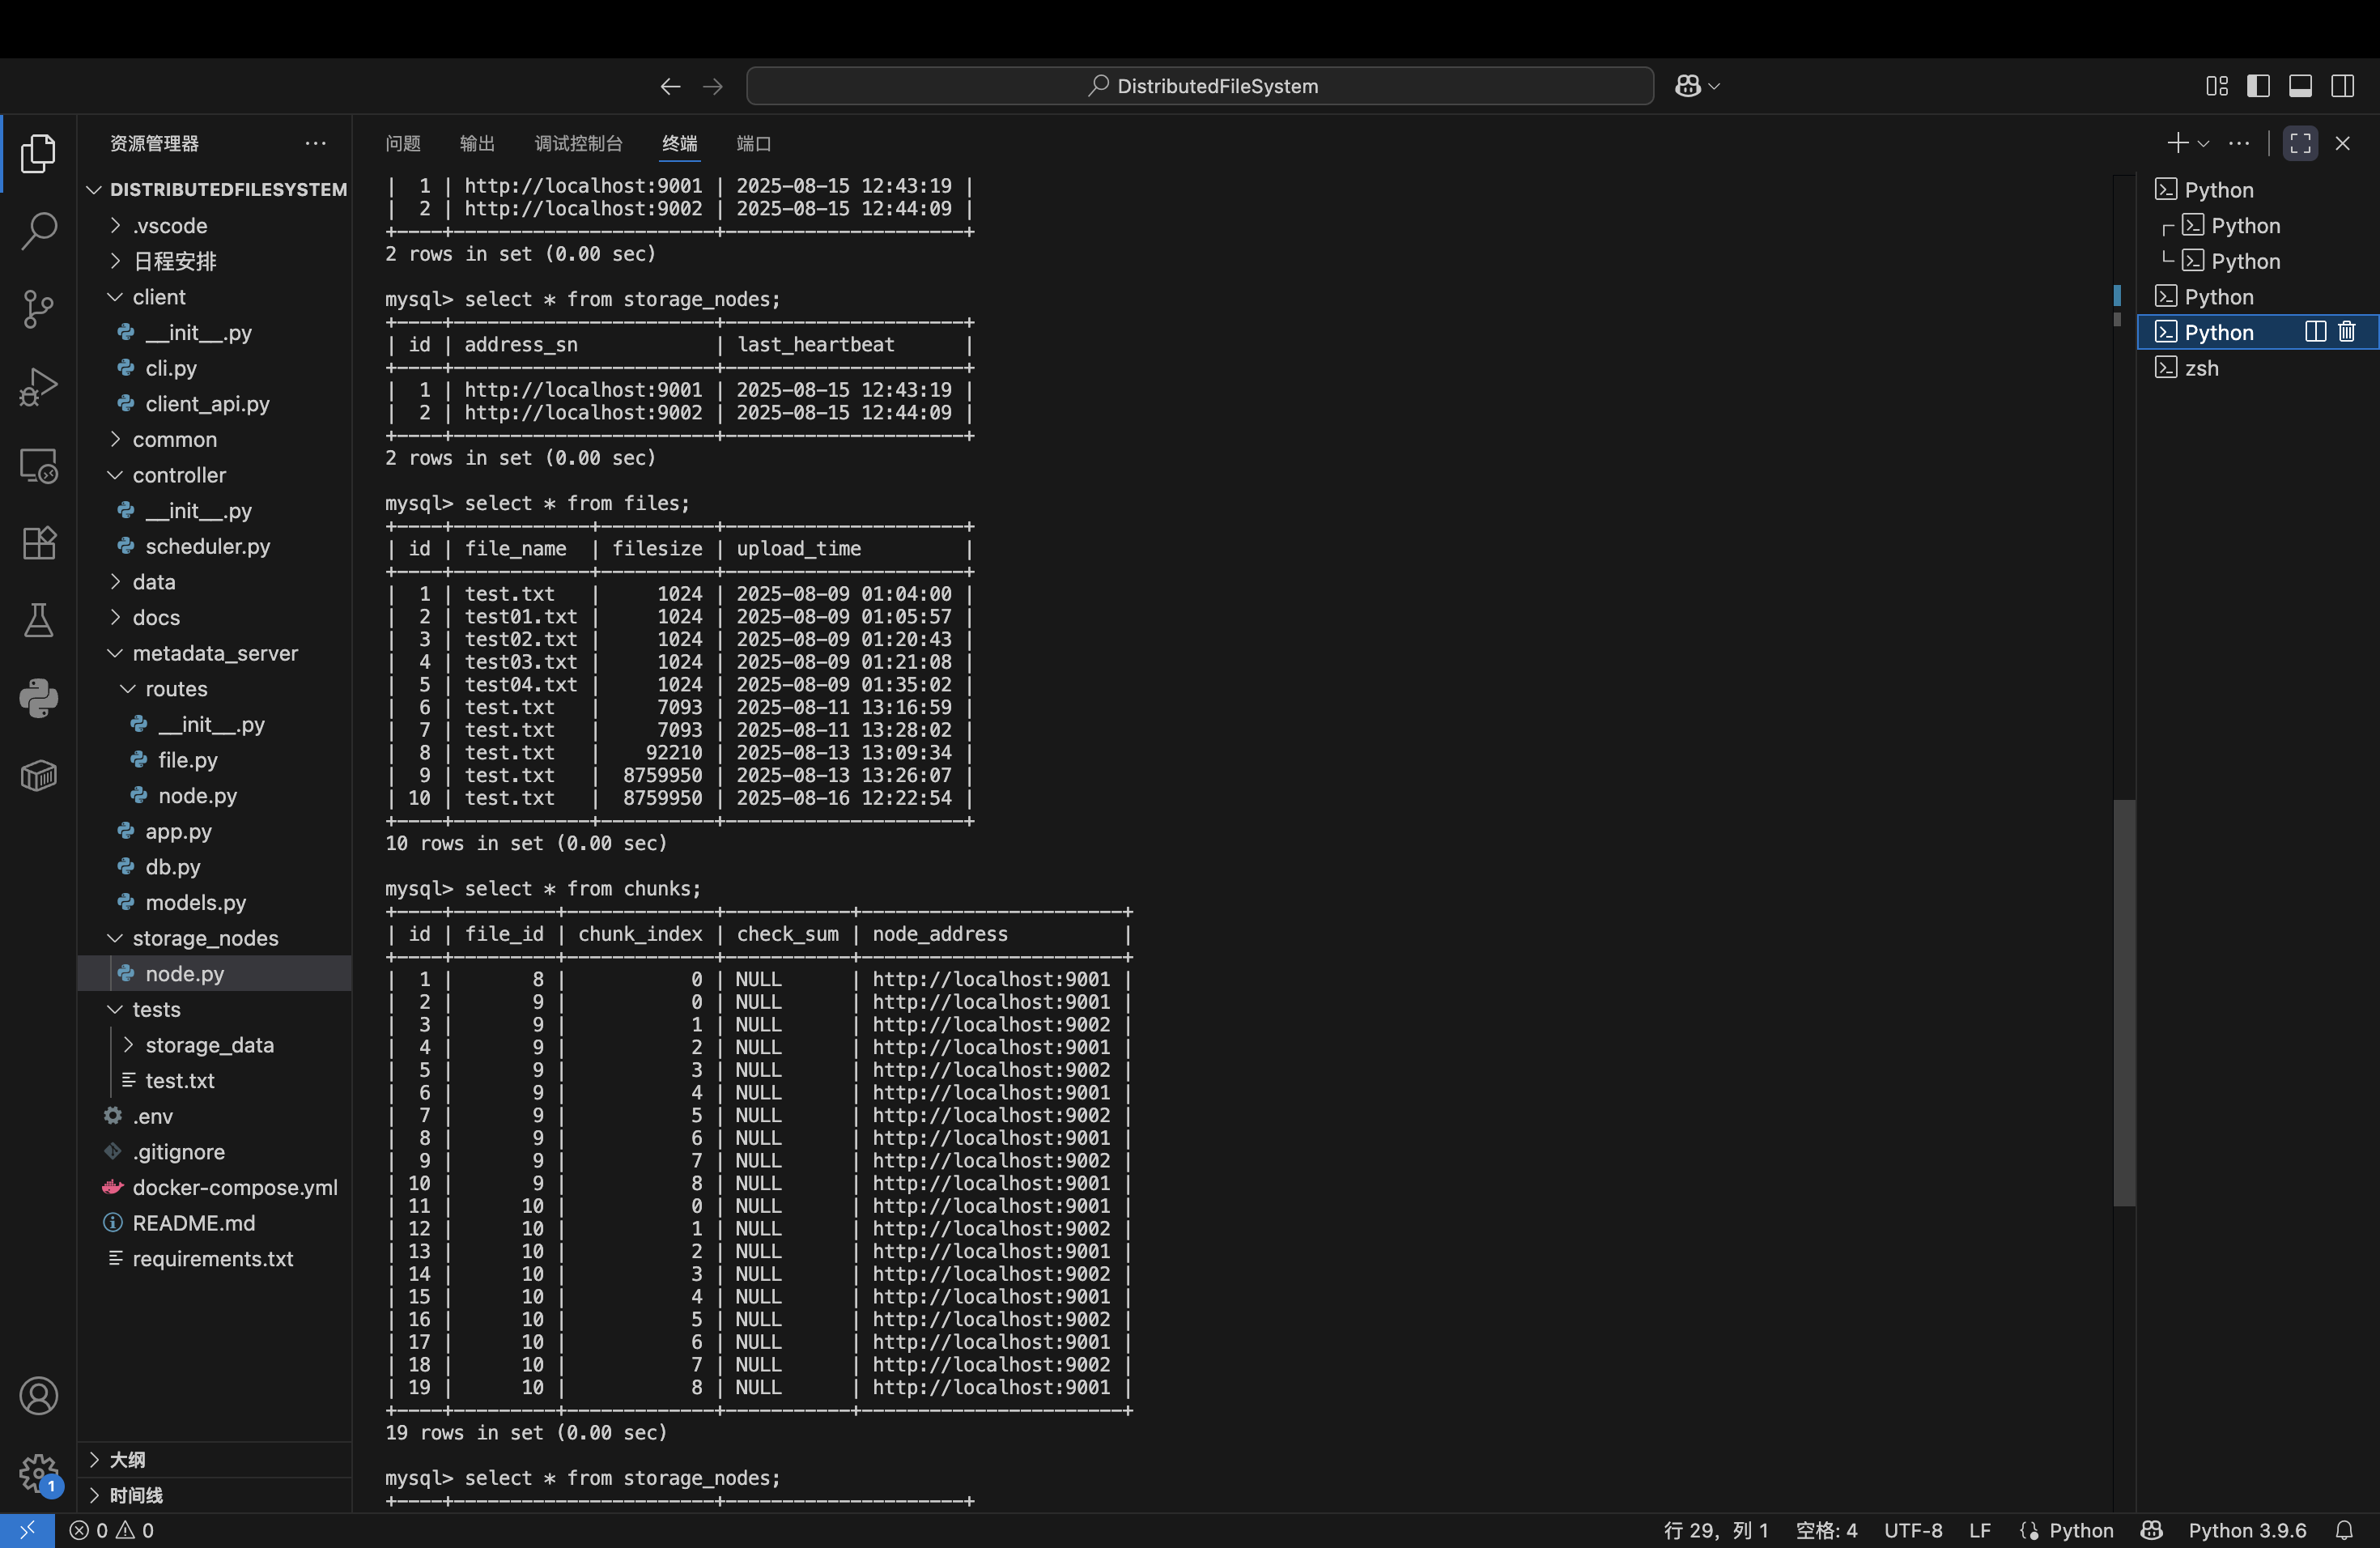 DistributedFileSystem
资源管理器
DISTRIBUTEDFILESYSTEM
.vscode
日程安排
client
__init__.py
cli.py
client_api.py
common
controller
__init__.py
scheduler.py
data
docs
metadata_server
routes
__init__.py
file.py
node.py
app.py
db.py
models.py
storage_nodes
node.py
tests
storage_data
test.txt
.env
.gitignore
docker-compose.yml
README.md
requirements.txt
大纲
时间线
问题 输出 调试控制台 终端 端口
|  1 | http://localhost:9001 | 2025-08-15 12:43:19 |
|  2 | http://localhost:9002 | 2025-08-15 12:44:09 |
+----+-----------------------+---------------------+
2 rows in set (0.00 sec)
mysql> select * from storage_nodes;
+----+-----------------------+---------------------+
| id | address_sn            | last_heartbeat      |
+----+-----------------------+---------------------+
|  1 | http://localhost:9001 | 2025-08-15 12:43:19 |
|  2 | http://localhost:9002 | 2025-08-15 12:44:09 |
+----+-----------------------+---------------------+
2 rows in set (0.00 sec)
mysql> select * from files;
+----+------------+----------+---------------------+
| id | file_name  | filesize | upload_time         |
+----+------------+----------+---------------------+
|  1 | test.txt   |     1024 | 2025-08-09 01:04:00 |
|  2 | test01.txt |     1024 | 2025-08-09 01:05:57 |
|  3 | test02.txt |     1024 | 2025-08-09 01:20:43 |
|  4 | test03.txt |     1024 | 2025-08-09 01:21:08 |
|  5 | test04.txt |     1024 | 2025-08-09 01:35:02 |
|  6 | test.txt   |     7093 | 2025-08-11 13:16:59 |
|  7 | test.txt   |     7093 | 2025-08-11 13:28:02 |
|  8 | test.txt   |    92210 | 2025-08-13 13:09:34 |
|  9 | test.txt   |  8759950 | 2025-08-13 13:26:07 |
| 10 | test.txt   |  8759950 | 2025-08-16 12:22:54 |
+----+------------+----------+---------------------+
10 rows in set (0.00 sec)
mysql> select * from chunks;
+----+---------+-------------+-----------+-----------------------+
| id | file_id | chunk_index | check_sum | node_address          |
+----+---------+-------------+-----------+-----------------------+
|  1 |       8 |           0 | NULL      | http://localhost:9001 |
|  2 |       9 |           0 | NULL      | http://localhost:9001 |
|  3 |       9 |           1 | NULL      | http://localhost:9002 |
|  4 |       9 |           2 | NULL      | http://localhost:9001 |
|  5 |       9 |           3 | NULL      | http://localhost:9002 |
|  6 |       9 |           4 | NULL      | http://localhost:9001 |
|  7 |       9 |           5 | NULL      | http://localhost:9002 |
|  8 |       9 |           6 | NULL      | http://localhost:9001 |
|  9 |       9 |           7 | NULL      | http://localhost:9002 |
| 10 |       9 |           8 | NULL      | http://localhost:9001 |
| 11 |      10 |           0 | NULL      | http://localhost:9001 |
| 12 |      10 |           1 | NULL      | http://localhost:9002 |
| 13 |      10 |           2 | NULL      | http://localhost:9001 |
| 14 |      10 |           3 | NULL      | http://localhost:9002 |
| 15 |      10 |           4 | NULL      | http://localhost:9001 |
| 16 |      10 |           5 | NULL      | http://localhost:9002 |
| 17 |      10 |           6 | NULL      | http://localhost:9001 |
| 18 |      10 |           7 | NULL      | http://localhost:9002 |
| 19 |      10 |           8 | NULL      | http://localhost:9001 |
+----+---------+-------------+-----------+-----------------------+
19 rows in set (0.00 sec)
mysql> select * from storage_nodes;
+----+-----------------------+---------------------+
Python
Python
Python
Python
Python
zsh
1
0 0
行 29，列 1 空格: 4 UTF-8 LF Python Python 3.9.6